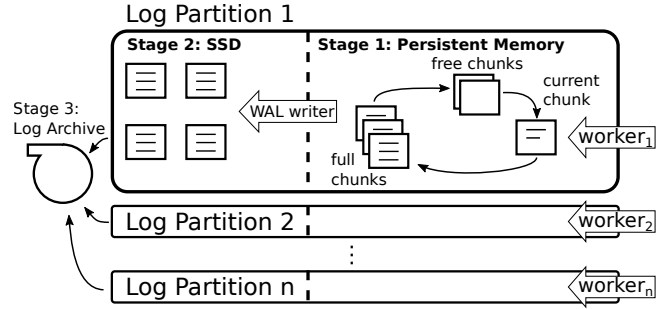 Log Partition 1
Stage 2: SSD
Stage 1: Persistent Memory
free chunks
current
chunk
Stage 3:
Log Archive
WAL writer
worker₁
full
chunks
Log Partition 2
worker₂
⋮
Log Partition n
workerₙ